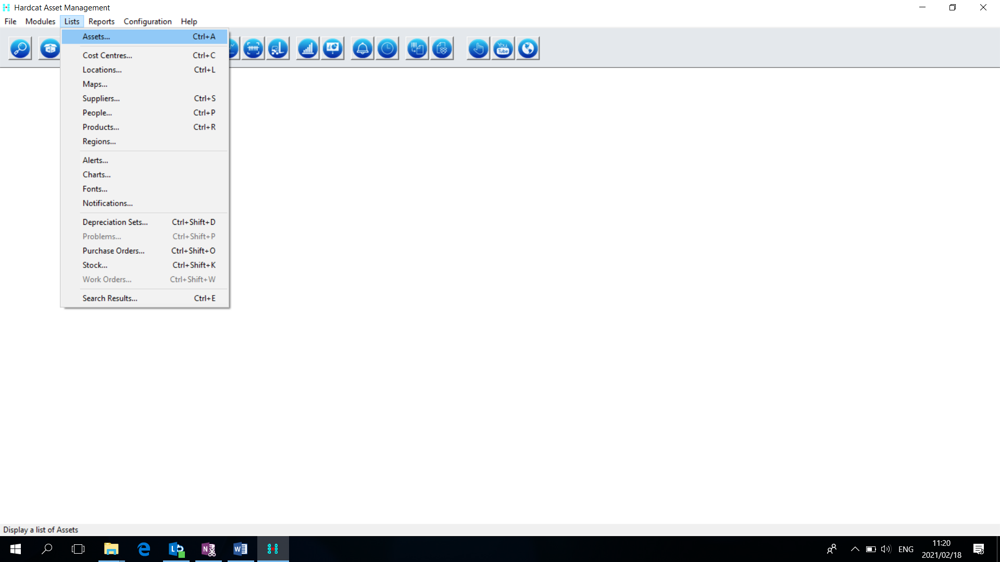 Hardcat Asset Management
File Modules Lists Reports Configuration Help
You
Tube
Assets... Ctrl+A
Cost Centres... Ctrl+C
Locations... Ctrl+L
Maps...
Suppliers... Ctrl+S
People... Ctrl+P
Products... Ctrl+R
Regions...
Alerts...
Charts...
Fonts...
Notifications...
Depreciation Sets... Ctrl+Shift+D
Problems... Ctrl+Shift+P
Purchase Orders... Ctrl+Shift+O
Stock... Ctrl+Shift+K
Work Orders... Ctrl+Shift+W
Search Results... Ctrl+E
Display a list of Assets
ENG
11:20
2021/02/18